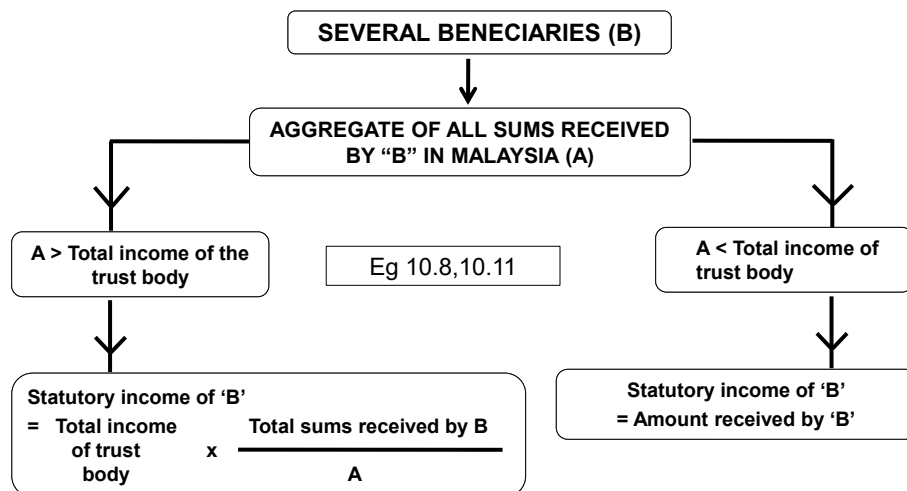 SEVERAL BENECIARIES (B)
AGGREGATE OF ALL SUMS RECEIVED
BY “B” IN MALAYSIA (A)
A > Total income of the
trust body
Eg 10.8,10.11
A < Total income of
trust body
Statutory income of ‘B’
= Total income
of trust
body
x
Total sums received by B
A
Statutory income of ‘B’
= Amount received by ‘B’